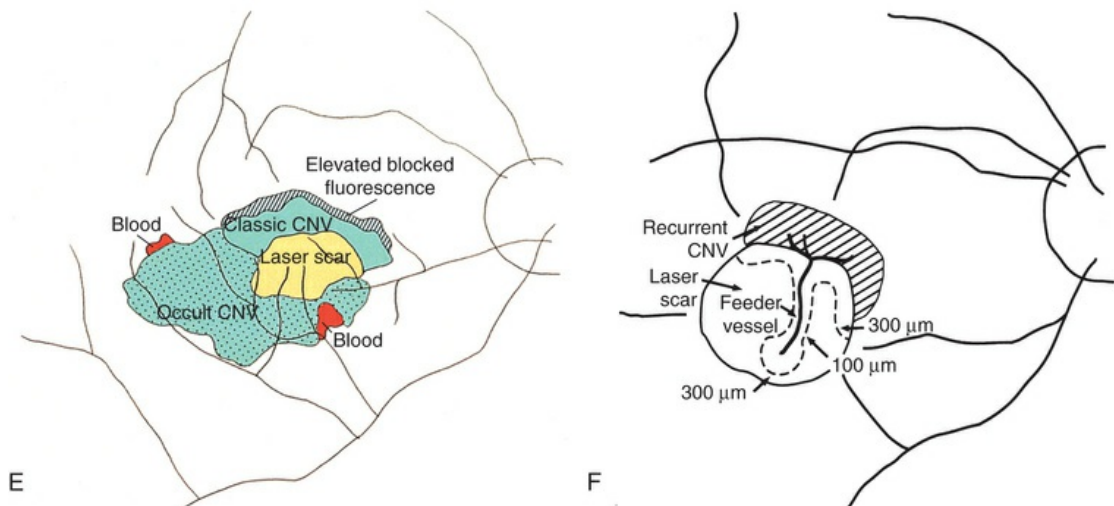 Elevated blocked
fluorescence
Blood
Classic CNV
Laser scar
Occult CNV
Blood
E
Recurrent
CNV
Laser
scar
Feeder
vessel
300 μm
100 μm
300 μm
F